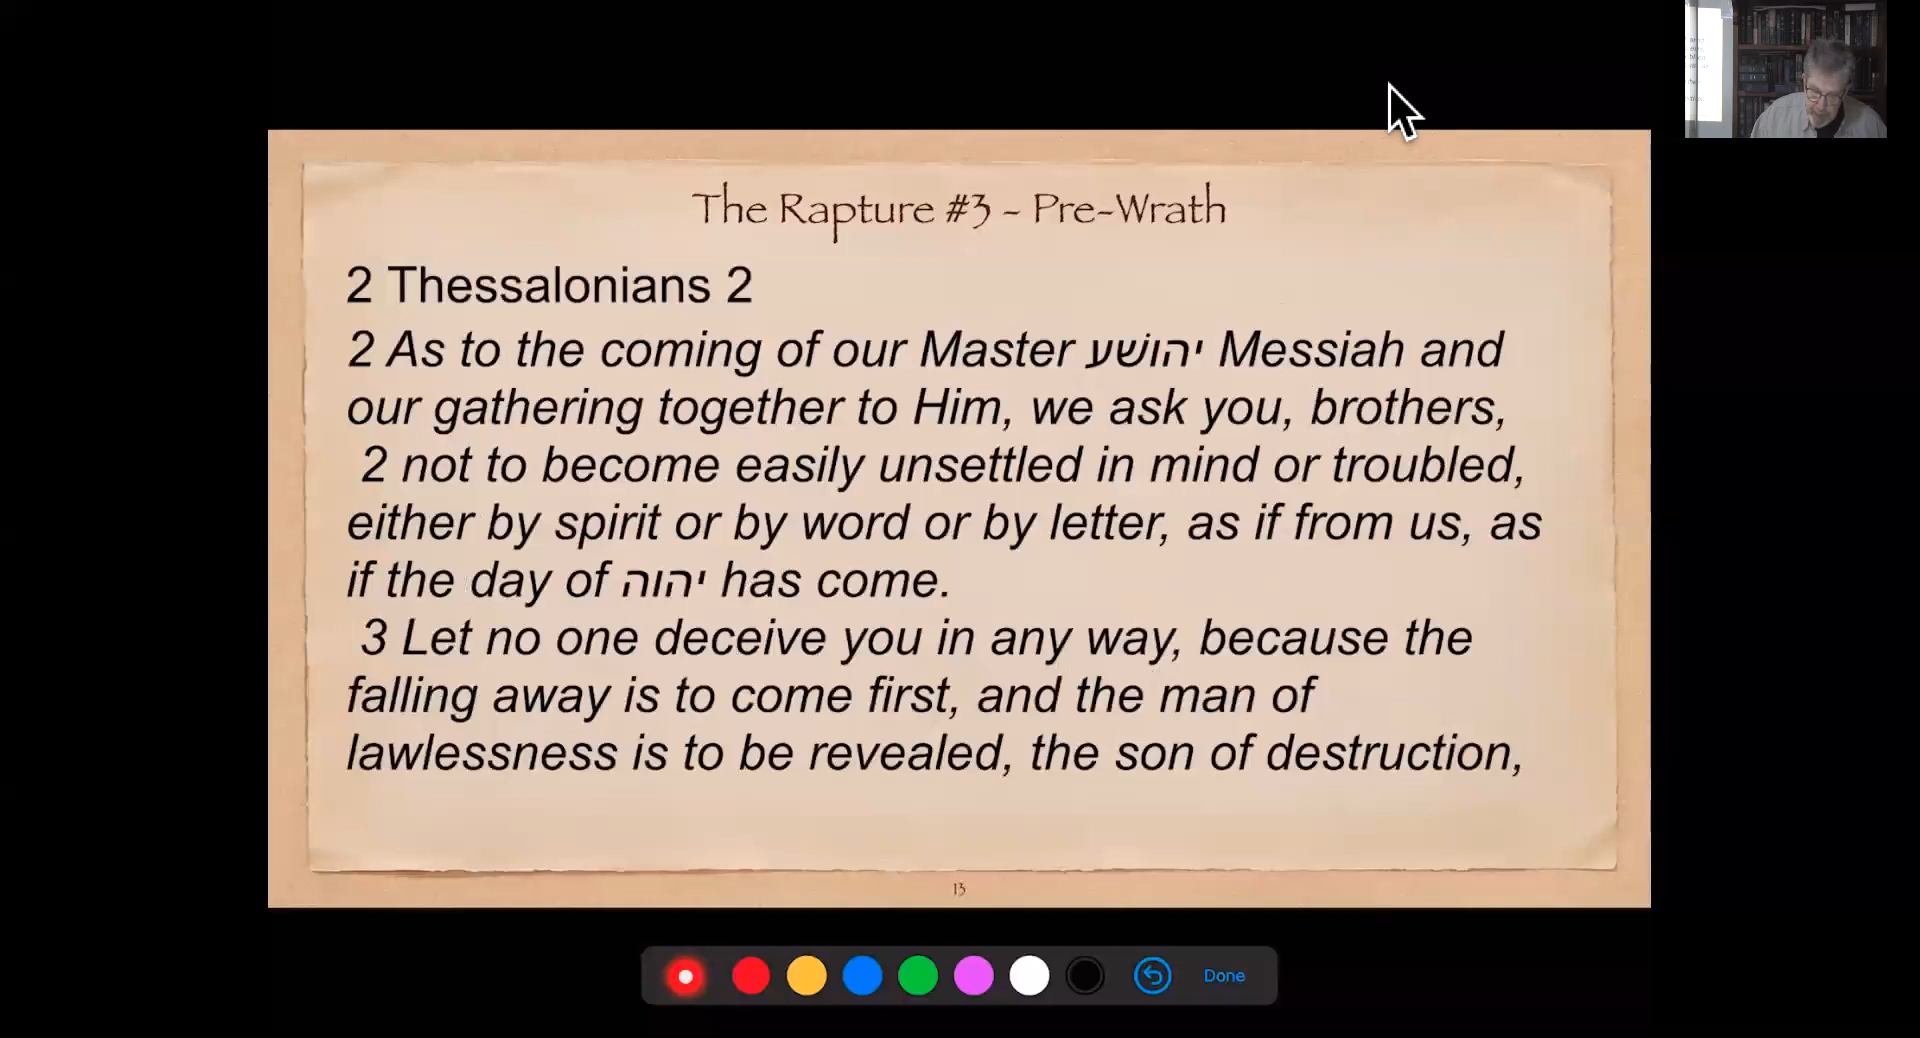 The Rapture #3 - Pre-Wrath
2 Thessalonians 2
2 As to the coming of our Master יהושע Messiah and
our gathering together to Him, we ask you, brothers,
2 not to become easily unsettled in mind or troubled,
either by spirit or by word or by letter, as if from us, as
if the day of יהוה has come.
3 Let no one deceive you in any way, because the
falling away is to come first, and the man of
lawlessness is to be revealed, the son of destruction,
13
Done